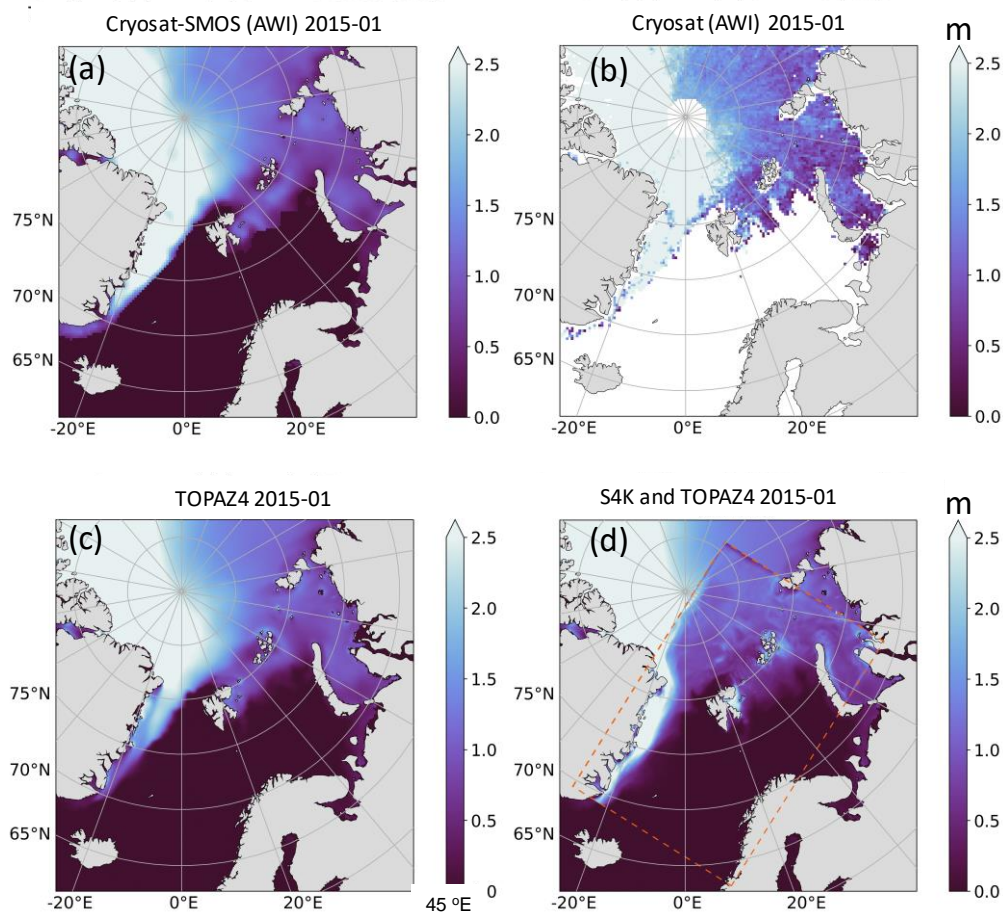 Cryosat-SMOS (AWI) 2015-01
Cryosat (AWI) 2015-01
m
(a)
(b)
2.5
2.0
1.5
1.0
0.5
0.0
2.5
2.0
1.5
1.0
0.5
0.0
75°N
70°N
65°N
75°N
70°N
65°N
-20°E
0°E
20°E
-20°E
0°E
20°E
TOPAZ4 2015-01
S4K and TOPAZ4 2015-01
m
(c)
(d)
2.5
2.0
1.5
1.0
0.5
0
2.5
2.0
1.5
1.0
0.5
0.0
75°N
70°N
65°N
75°N
70°N
65°N
-20°E
0°E
20°E
45 °E
-20°E
0°E
20°E